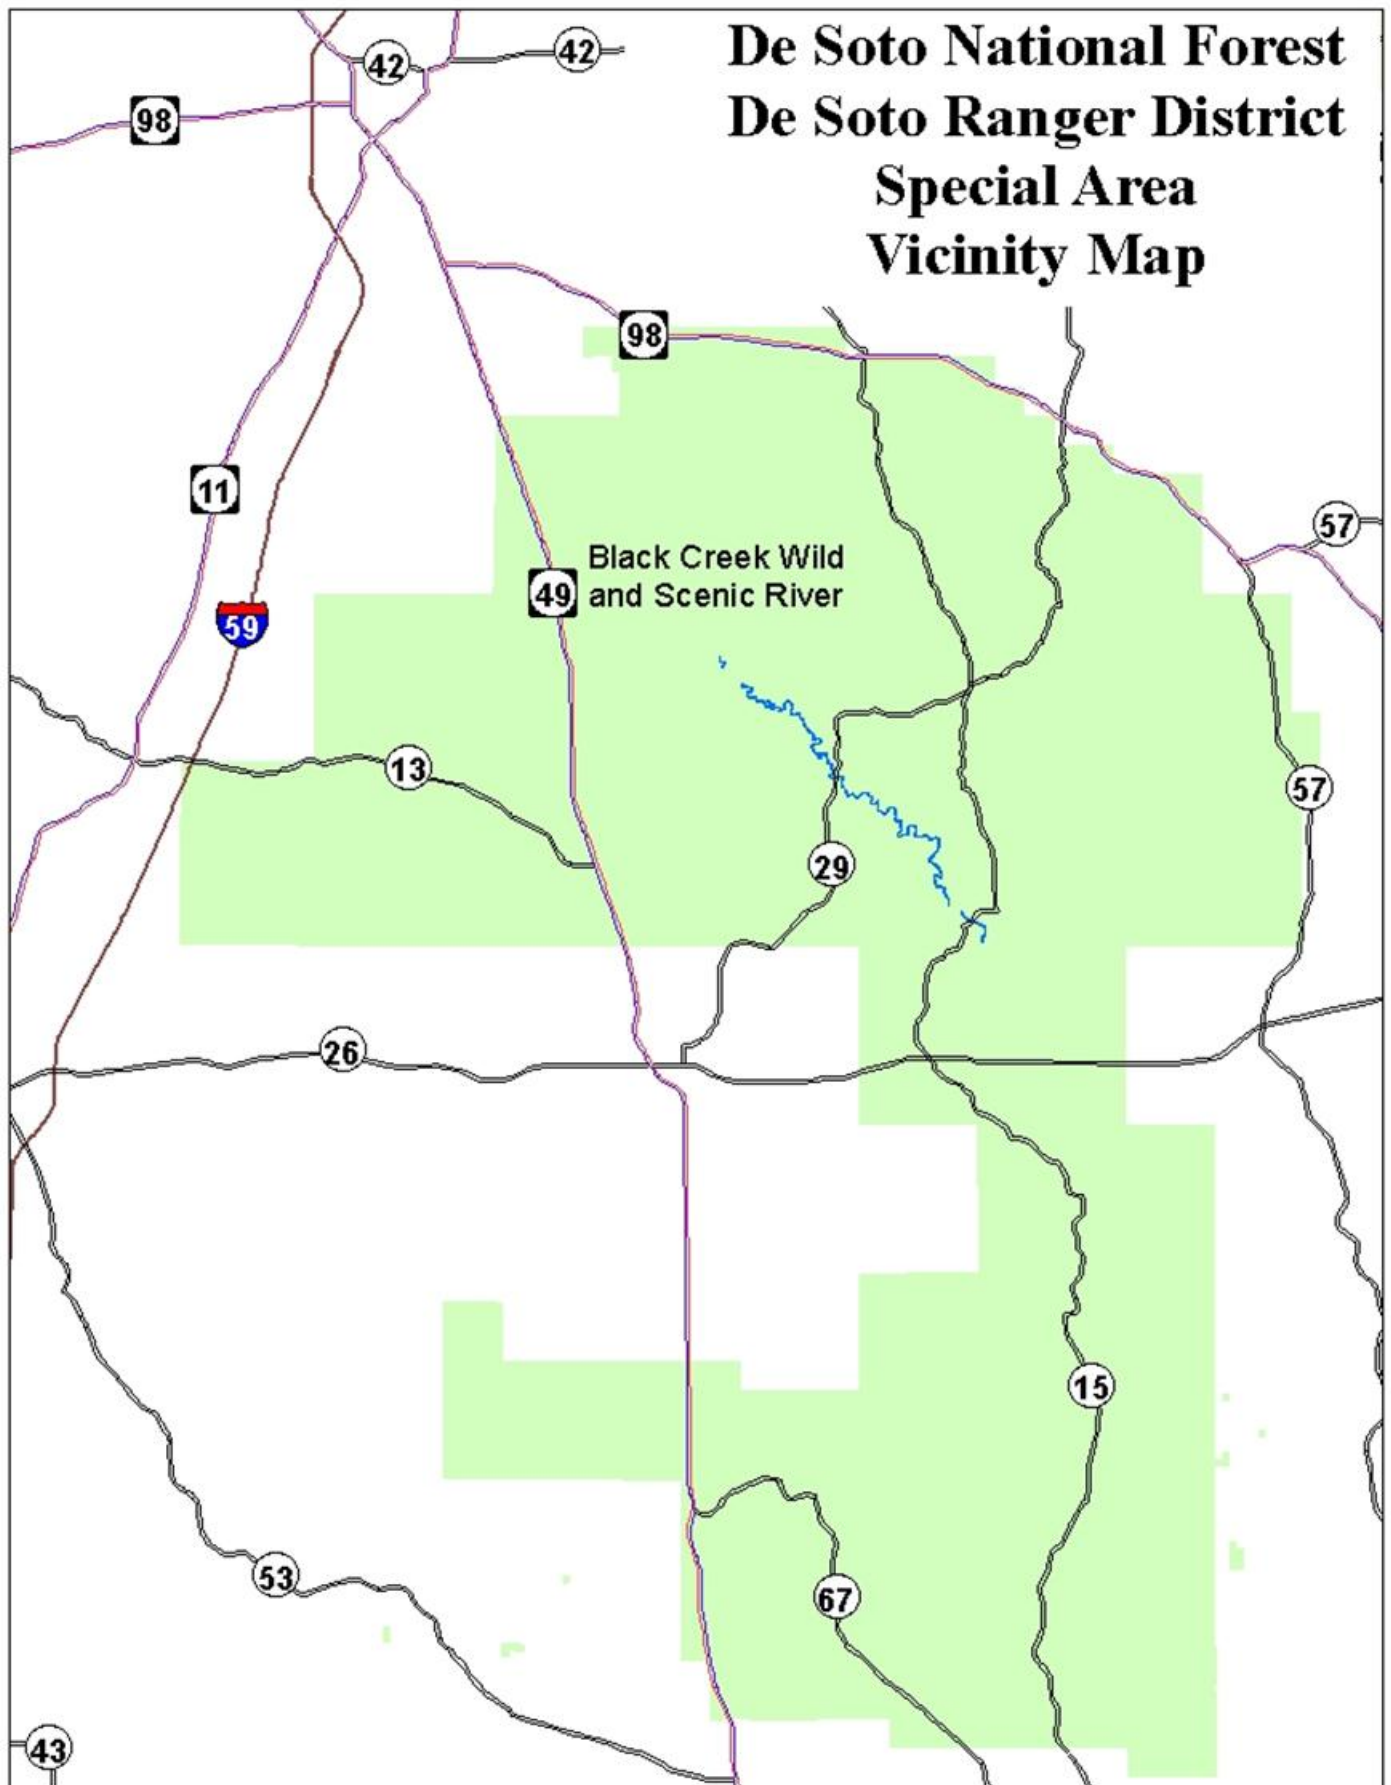 De Soto National Forest
De Soto Ranger District
Special Area
Vicinity Map
42
42
98
98
11
57
Black Creek Wild
and Scenic River
49
59
13
57
29
26
15
53
67
43